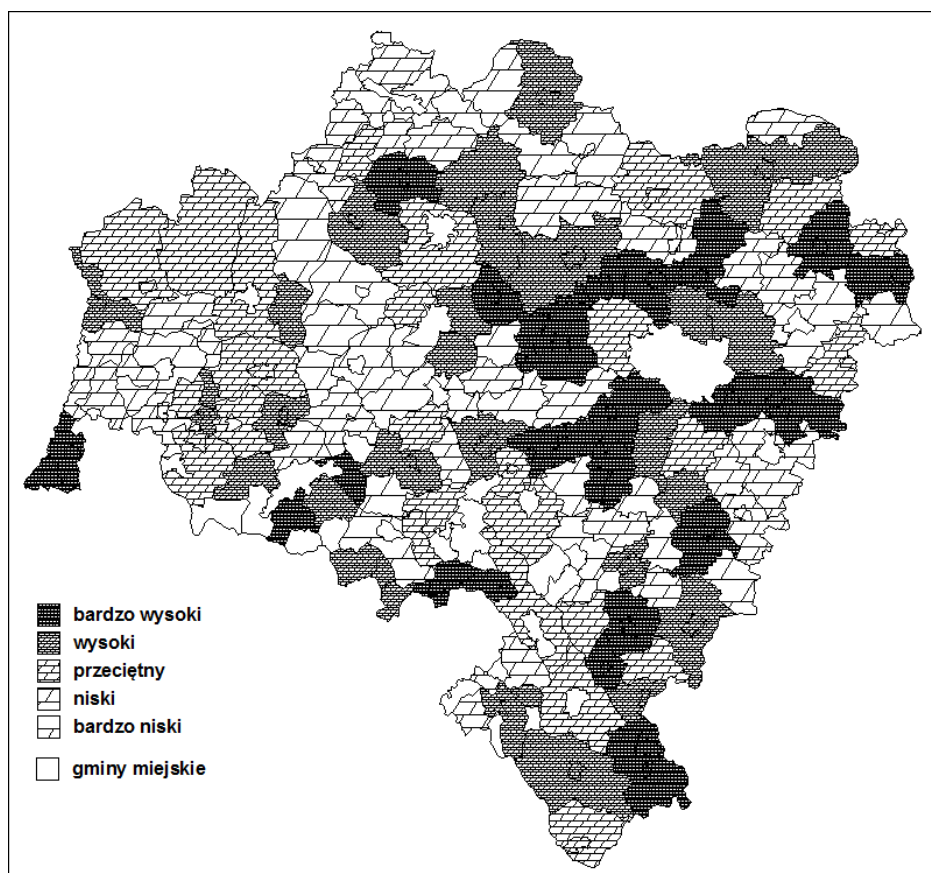 bardzo wysoki
wysoki
przeciętny
niski
bardzo niski
gminy miejskie